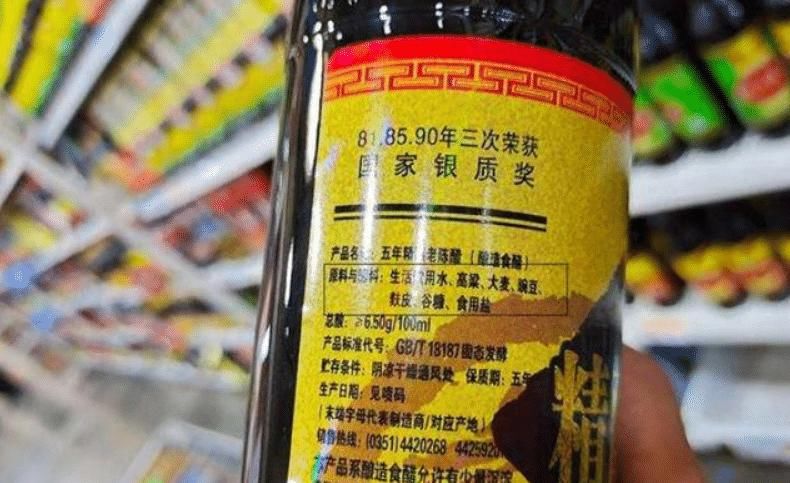 81.85.90年三次荣获
国家银质奖
产品名称：五年精酿老陈醋（酿造食醋）
原料与辅料：生活饮用水、高粱、大麦、豌豆、
麸皮、谷糠、食用盐
总酸：≥6.50g/100ml
产品标准代号：GB/T 18187固态发酵
贮存条件：阴凉干燥通风处 保质期：五年
生产日期：见喷码
（末端字母代表制造商/对应产地）
销售热线：(0351)4420268 4425920
本产品系酿造食醋允许有少量沉淀
精